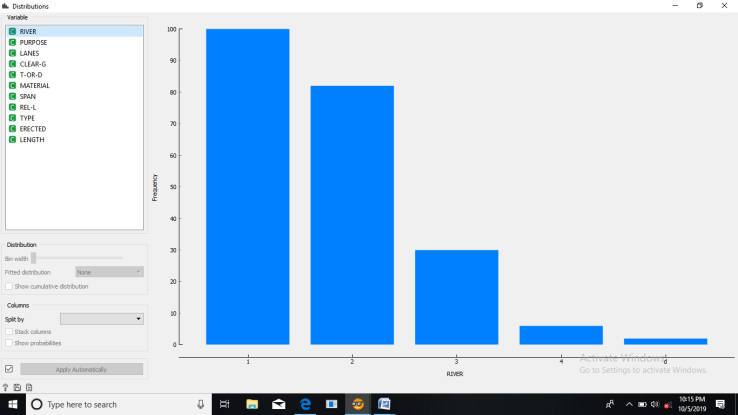 Distributions
Variable
C RIVER
C PURPOSE
C LANES
C CLEAR-G
C T-OR-D
C MATERIAL
C SPAN
C REL-L
C TYPE
C ERECTED
C LENGTH
Distribution
Bin width
Fitted distribution None
Show cumulative distribution
Columns
Split by
Stack columns
Show probabilities
Apply Automatically
?
Frequency
100
90
80
70
60
50
40
30
20
10
0
1 2 3 4 d
RIVER
Activate Windows
Go to Settings to activate Windows.
Type here to search
10:15 PM
10/5/2019